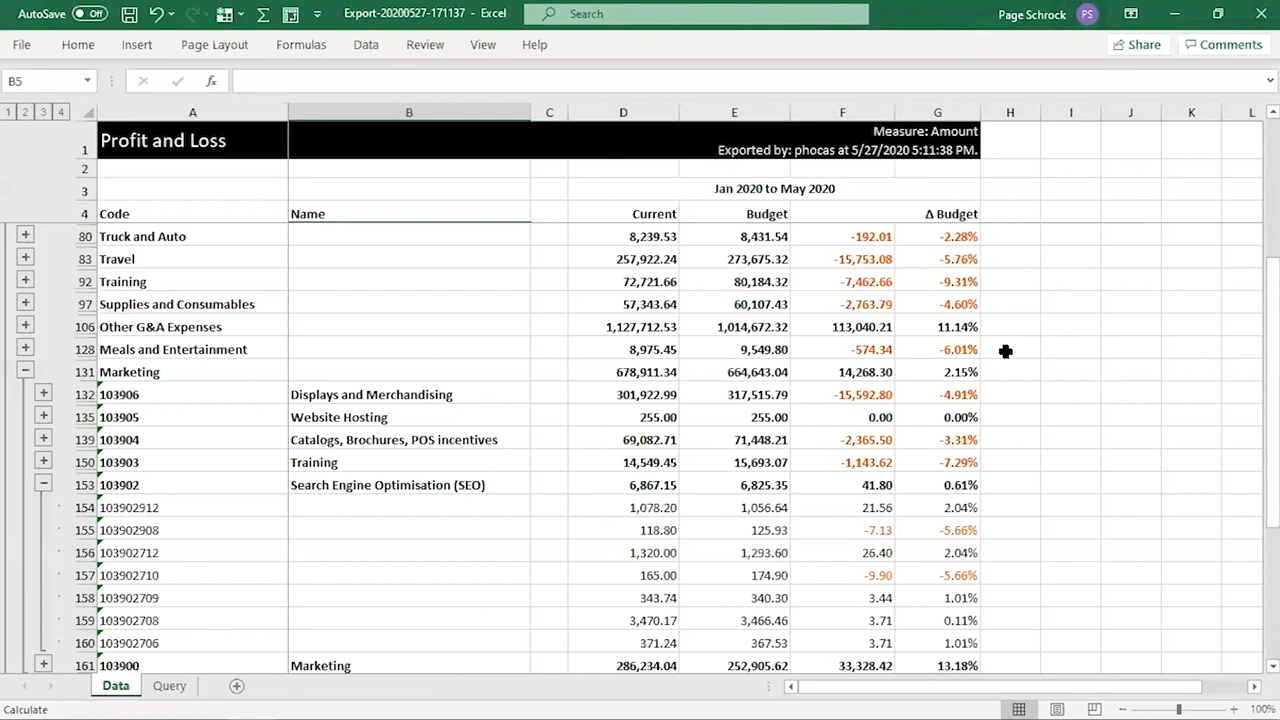 AutoSave Off Export-20200527-171137 - Excel Search Page Schrock PS
File Home Insert Page Layout Formulas Data Review View Help Share Comments
B5 fx
1 2 3 4 A B C D E F G H I J K L
1 Profit and Loss Measure: Amount
Exported by: phocas at 5/27/2020 5:11:38 PM.
2
3 Jan 2020 to May 2020
4 Code Name Current Budget Δ Budget
80 Truck and Auto 8,239.53 8,431.54 -192.01 -2.28%
83 Travel 257,922.24 273,675.32 -15,753.08 -5.76%
92 Training 72,721.66 80,184.32 -7,462.66 -9.31%
97 Supplies and Consumables 57,343.64 60,107.43 -2,763.79 -4.60%
106 Other G&A Expenses 1,127,712.53 1,014,672.32 113,040.21 11.14%
128 Meals and Entertainment 8,975.45 9,549.80 -574.34 -6.01%
131 Marketing 678,911.34 664,643.04 14,268.30 2.15%
132 103906 Displays and Merchandising 301,922.99 317,515.79 -15,592.80 -4.91%
135 103905 Website Hosting 255.00 255.00 0.00 0.00%
139 103904 Catalogs, Brochures, POS incentives 69,082.71 71,448.21 -2,365.50 -3.31%
150 103903 Training 14,549.45 15,693.07 -1,143.62 -7.29%
153 103902 Search Engine Optimisation (SEO) 6,867.15 6,825.35 41.80 0.61%
154 103902912 1,078.20 1,056.64 21.56 2.04%
155 103902908 118.80 125.93 -7.13 -5.66%
156 103902712 1,320.00 1,293.60 26.40 2.04%
157 103902710 165.00 174.90 -9.90 -5.66%
158 103902709 343.74 340.30 3.44 1.01%
159 103902708 3,470.17 3,466.46 3.71 0.11%
160 103902706 371.24 367.53 3.71 1.01%
161 103900 Marketing 286,234.04 252,905.62 33,328.42 13.18%
Data Query
Calculate 100%